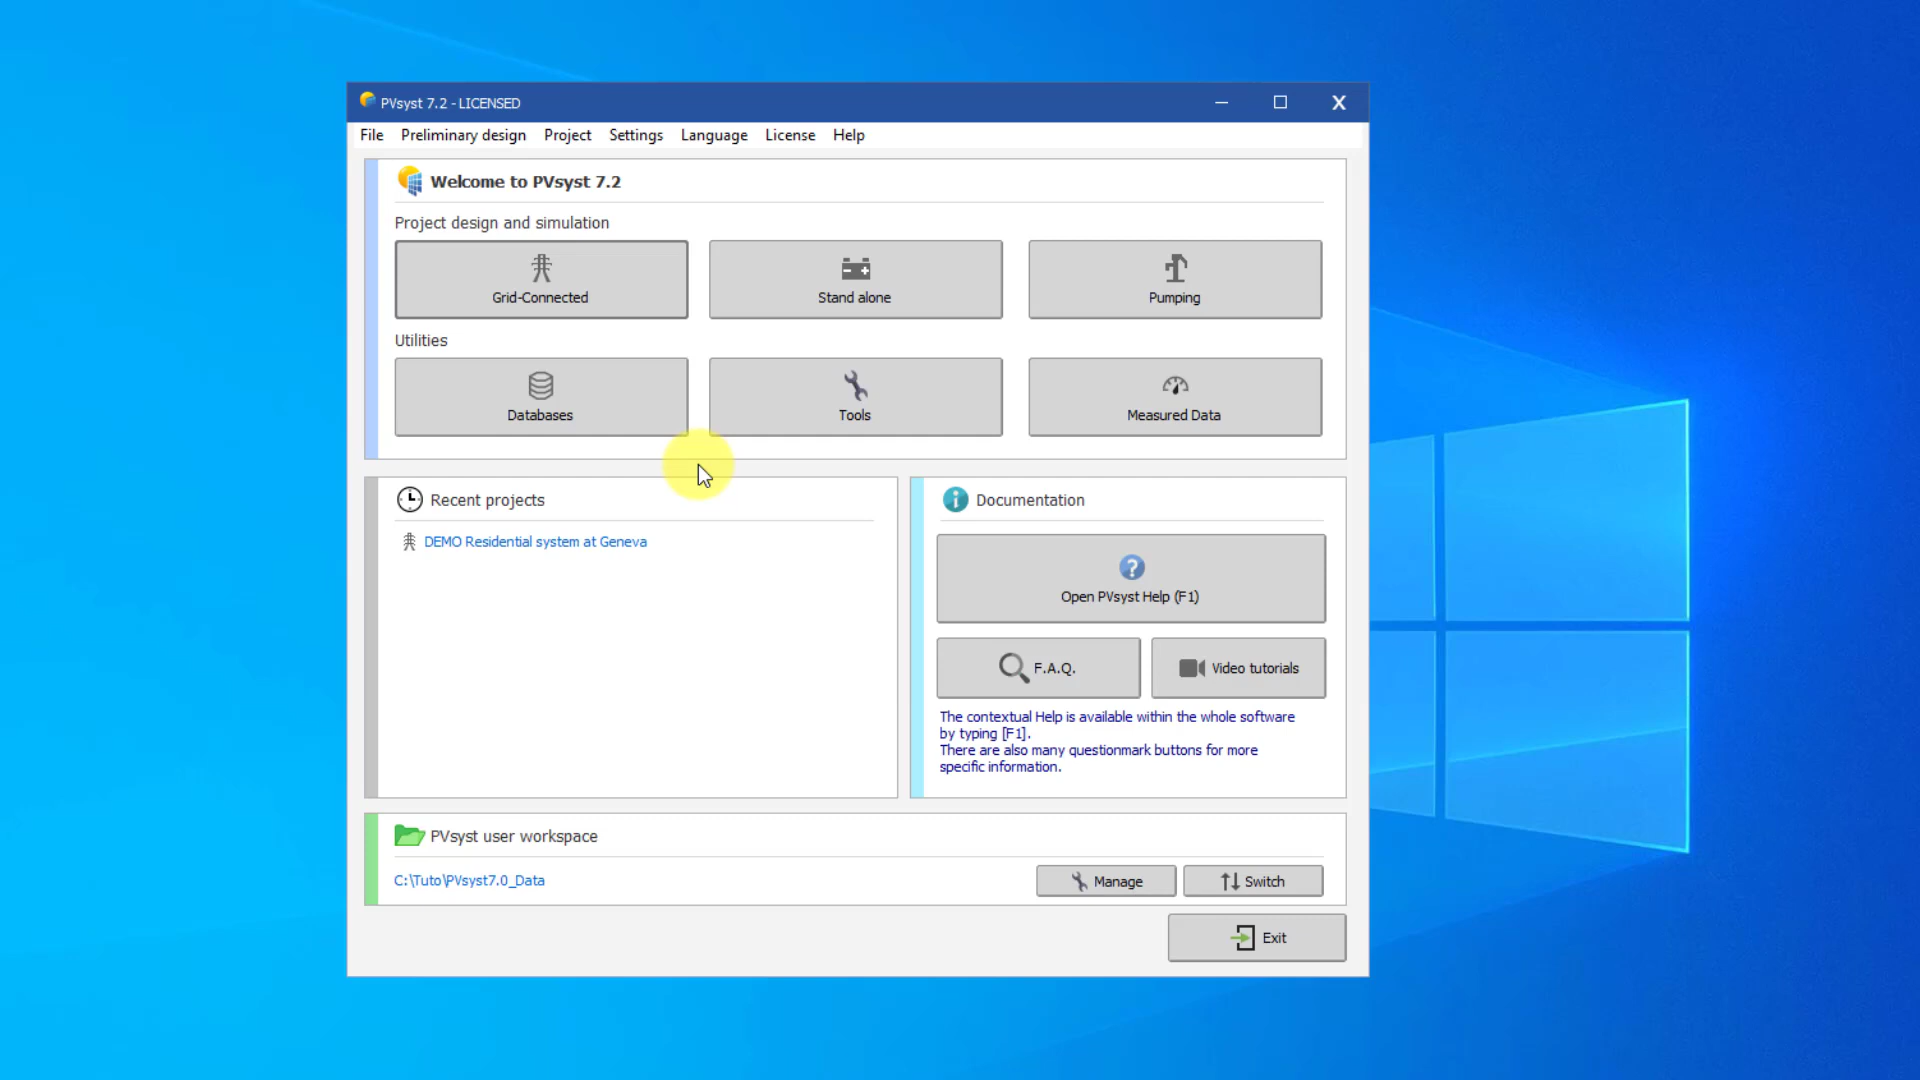 PVsyst 7.2 - LICENSED
File Preliminary design Project Settings Language License Help
Welcome to PVsyst 7.2
Project design and simulation
Grid-Connected Stand alone Pumping
Utilities
Databases Tools Measured Data
Recent projects
DEMO Residential system at Geneva
Documentation
Open PVsyst Help (F1)
F.A.Q. Video tutorials
The contextual Help is available within the whole software
by typing [F1].
There are also many questionmark buttons for more
specific information.
PVsyst user workspace
C:\Tuto\PVsyst7.0_Data
Manage Switch
Exit